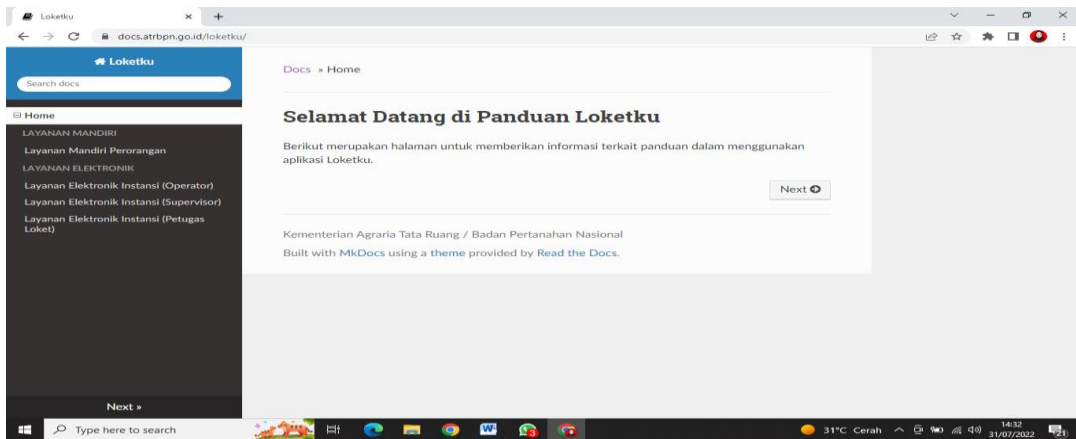 Loketku
docs.atrbpn.go.id/loketku/
Loketku
Search docs
Home
LAYANAN MANDIRI
Layanan Mandiri Perorangan
LAYANAN ELEKTRONIK
Layanan Elektronik Instansi (Operator)
Layanan Elektronik Instansi (Supervisor)
Layanan Elektronik Instansi (Petugas
Loket)
Next »
Docs » Home
Selamat Datang di Panduan Loketku
Berikut merupakan halaman untuk memberikan informasi terkait panduan dalam menggunakan
aplikasi Loketku.
Next
Kementerian Agraria Tata Ruang / Badan Pertanahan Nasional
Built with MkDocs using a theme provided by Read the Docs.
Type here to search
31°C Cerah
14:32
31/07/2022
21